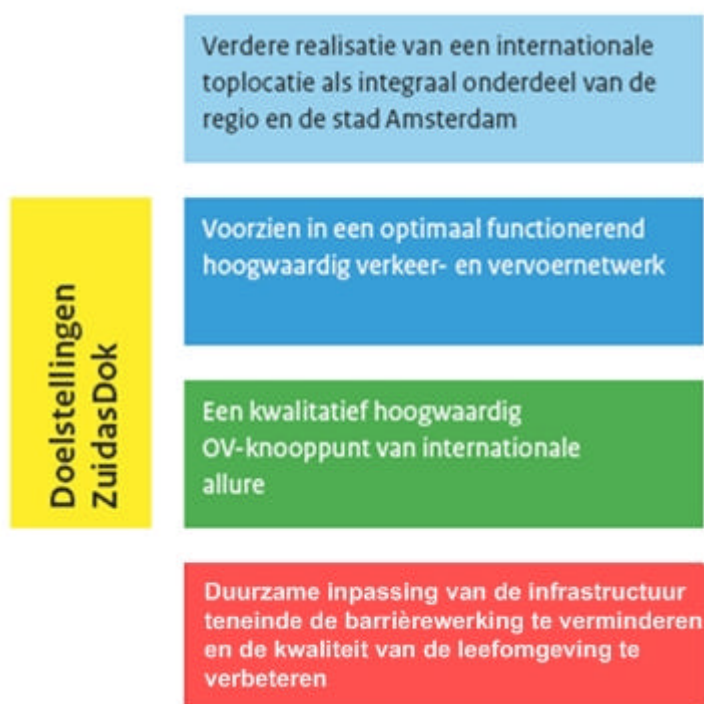 Doelstellingen
ZuidasDok
Verdere realisatie van een internationale
toplocatie als integraal onderdeel van de
regio en de stad Amsterdam
Voorzien in een optimaal functionerend
hoogwaardig verkeer- en vervoernetwerk
Een kwalitatief hoogwaardig
OV-knooppunt van internationale
allure
Duurzame inpassing van de infrastructuur
teneinde de barrièrewerking te verminderen
en de kwaliteit van de leefomgeving te
verbeteren